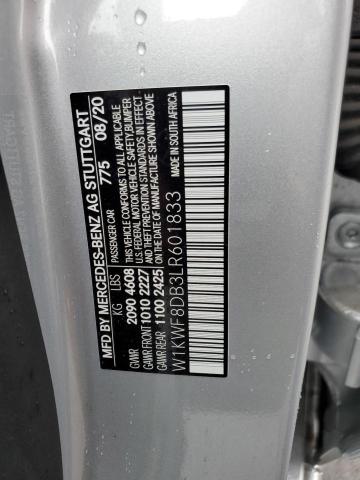 MFD BY MERCEDES-BENZ AG STUTTGART
PASSENGER CAR 775 08/20
KG LBS
GVWR 2090 4608
GAWR FRONT 1010 2227
GAWR REAR 1100 2425
THIS VEHICLE CONFORMS TO ALL APPLICABLE
U.S. FEDERAL MOTOR VEHICLE SAFETY, BUMPER
AND THEFT PREVENTION STANDARDS IN EFFECT
ON THE DATE OF MANUFACTURE SHOWN ABOVE
MADE IN SOUTH AFRICA
W1KWF8DB3LR601833